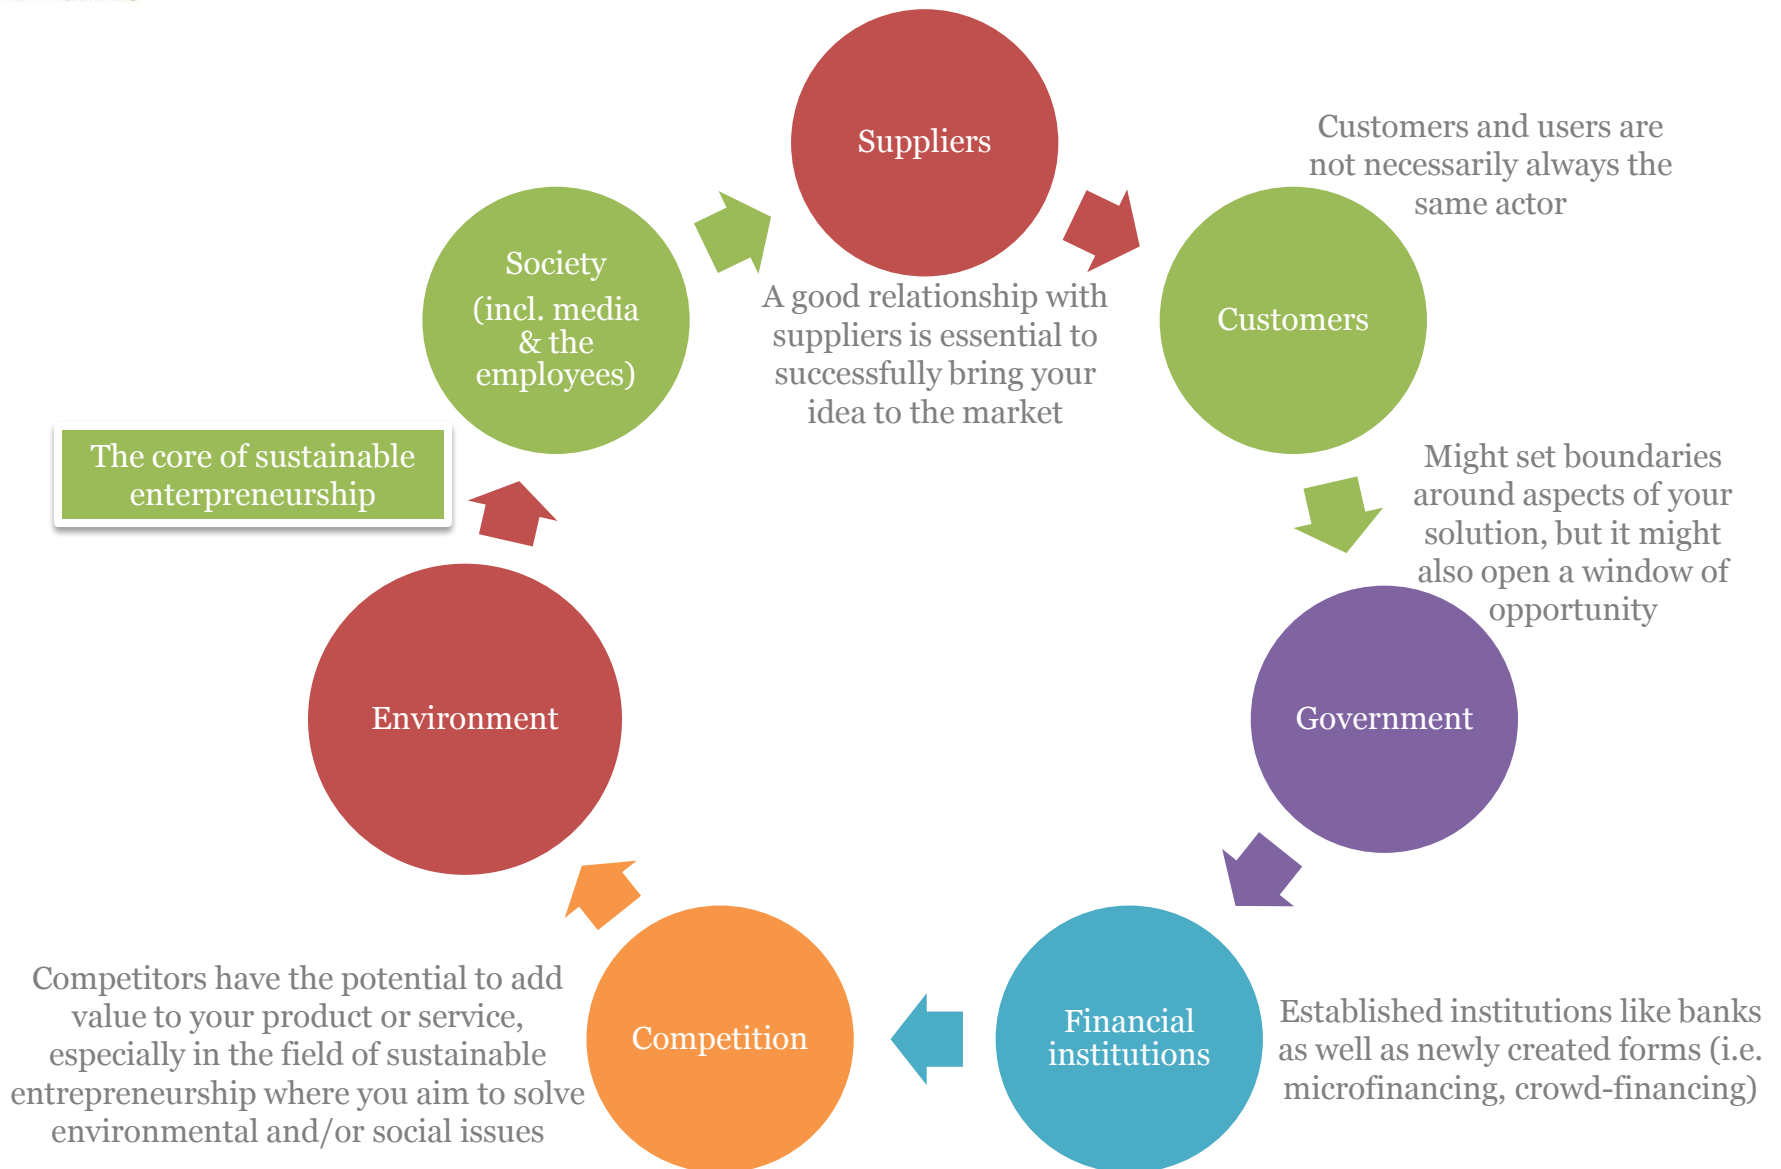 Suppliers
Customers and users are
not necessarily always the
same actor
Society
(incl. media
& the
employees)
A good relationship with
suppliers is essential to
successfully bring your
idea to the market
Customers
The core of sustainable
enterpreneurship
Might set boundaries
around aspects of your
solution, but it might
also open a window of
opportunity
Environment
Government
Competitors have the potential to add
value to your product or service,
especially in the field of sustainable
entrepreneurship where you aim to solve
environmental and/or social issues
Competition
Financial
institutions
Established institutions like banks
as well as newly created forms (i.e.
microfinancing, crowd-financing)